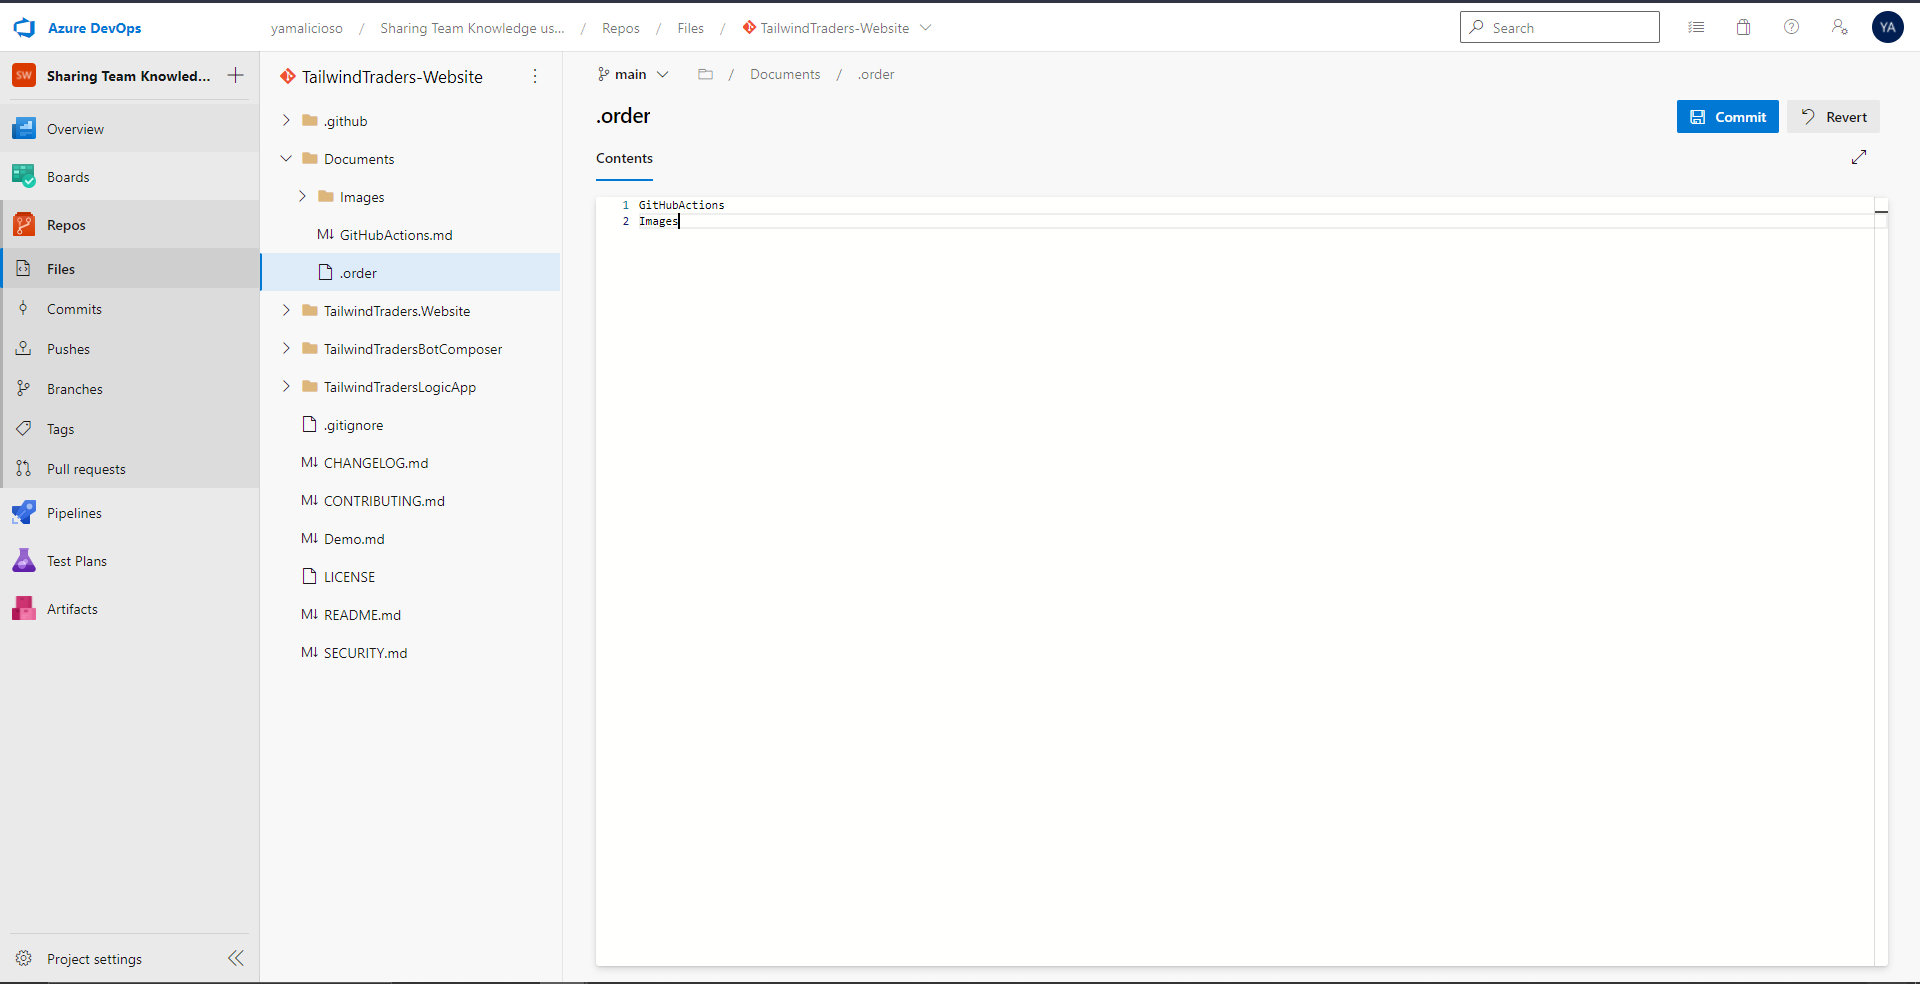 Azure DevOps
yamalicioso / Sharing Team Knowledge us... / Repos / Files / TailwindTraders-Website
Search
YA
SW
Sharing Team Knowled...
Overview
Boards
Repos
Files
Commits
Pushes
Branches
Tags
Pull requests
Pipelines
Test Plans
Artifacts
Project settings
TailwindTraders-Website
.github
Documents
Images
GitHubActions.md
.order
TailwindTraders.Website
TailwindTradersBotComposer
TailwindTradersLogicApp
.gitignore
CHANGELOG.md
CONTRIBUTING.md
Demo.md
LICENSE
README.md
SECURITY.md
main / Documents / .order
.order
Commit
Revert
Contents
1 GitHubActions
2 Images